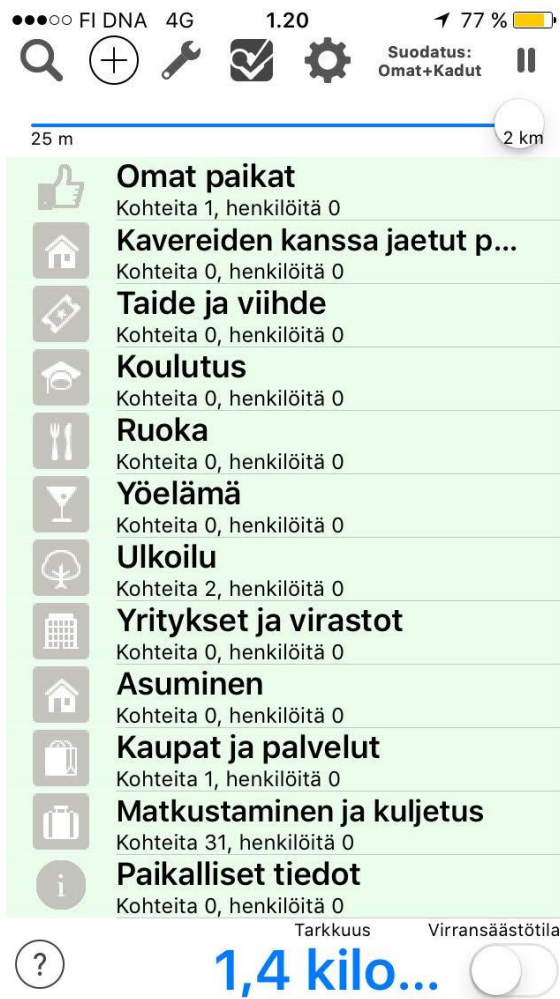 FI DNA 4G 1.20 77 %
Suodatus:
Omat+Kadut
25 m 2 km
Omat paikat
Kohteita 1, henkilöitä 0
Kavereiden kanssa jaetut p...
Kohteita 0, henkilöitä 0
Taide ja viihde
Kohteita 0, henkilöitä 0
Koulutus
Kohteita 0, henkilöitä 0
Ruoka
Kohteita 0, henkilöitä 0
Yöelämä
Kohteita 0, henkilöitä 0
Ulkoilu
Kohteita 2, henkilöitä 0
Yritykset ja virastot
Kohteita 0, henkilöitä 0
Asuminen
Kohteita 0, henkilöitä 0
Kaupat ja palvelut
Kohteita 1, henkilöitä 0
Matkustaminen ja kuljetus
Kohteita 31, henkilöitä 0
i
Paikalliset tiedot
Kohteita 0, henkilöitä 0
Tarkkuus Virransäästötila
? 1,4 kilo...